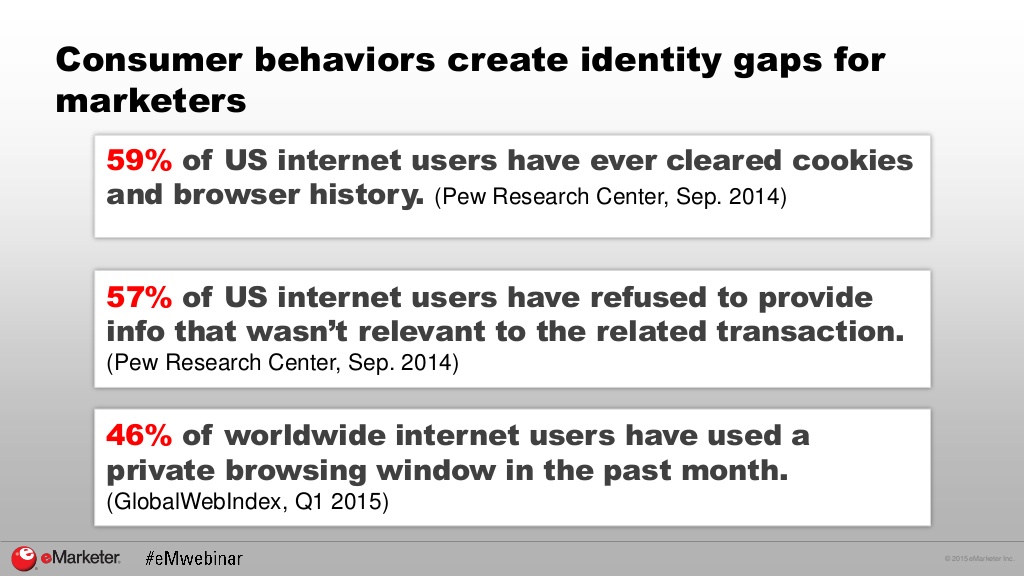 Consumer behaviors create identity gaps for
marketers
59% of US internet users have ever cleared cookies
and browser history. (Pew Research Center, Sep. 2014)
57% of US internet users have refused to provide
info that wasn’t relevant to the related transaction.
(Pew Research Center, Sep. 2014)
46% of worldwide internet users have used a
private browsing window in the past month.
(GlobalWebIndex, Q1 2015)
eMarketer. #eMwebinar
© 2015 eMarketer Inc.